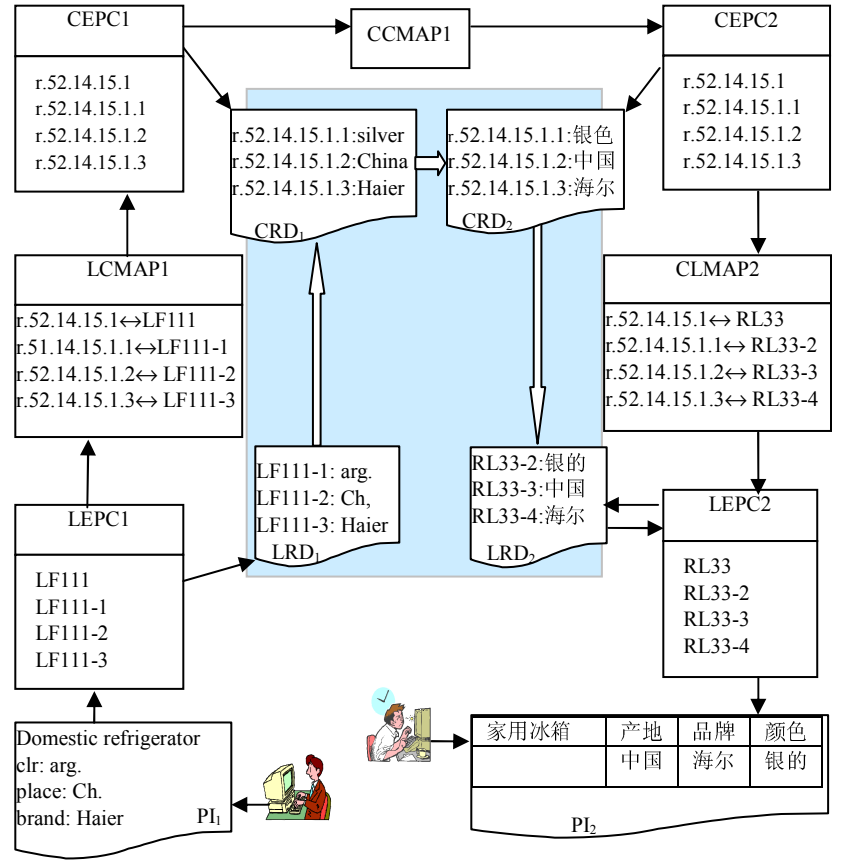 CEPC1
r.52.14.15.1
r.52.14.15.1.1
r.52.14.15.1.2
r.52.14.15.1.3
CCMAP1
CEPC2
r.52.14.15.1
r.52.14.15.1.1
r.52.14.15.1.2
r.52.14.15.1.3
r.52.14.15.1.1:silver
r.52.14.15.1.2:China
r.52.14.15.1.3:Haier
CRD1
r.52.14.15.1.1:银色
r.52.14.15.1.2:中国
r.52.14.15.1.3:海尔
CRD2
LCMAP1
r.52.14.15.1↔LF111
r.51.14.15.1.1↔LF111-1
r.52.14.15.1.2↔ LF111-2
r.52.14.15.1.3↔ LF111-3
CLMAP2
r.52.14.15.1↔ RL33
r.52.14.15.1.1↔ RL33-2
r.52.14.15.1.2↔ RL33-3
r.52.14.15.1.3↔ RL33-4
LF111-1: arg.
LF111-2: Ch,
LF111-3: Haier
LRD1
RL33-2:银的
RL33-3:中国
RL33-4:海尔
LRD2
LEPC1
LF111
LF111-1
LF111-2
LF111-3
LEPC2
RL33
RL33-2
RL33-3
RL33-4
Domestic refrigerator
clr: arg.
place: Ch.
brand: Haier
PI1
家用冰箱 产地 品牌 颜色
中国 海尔 银的
PI2